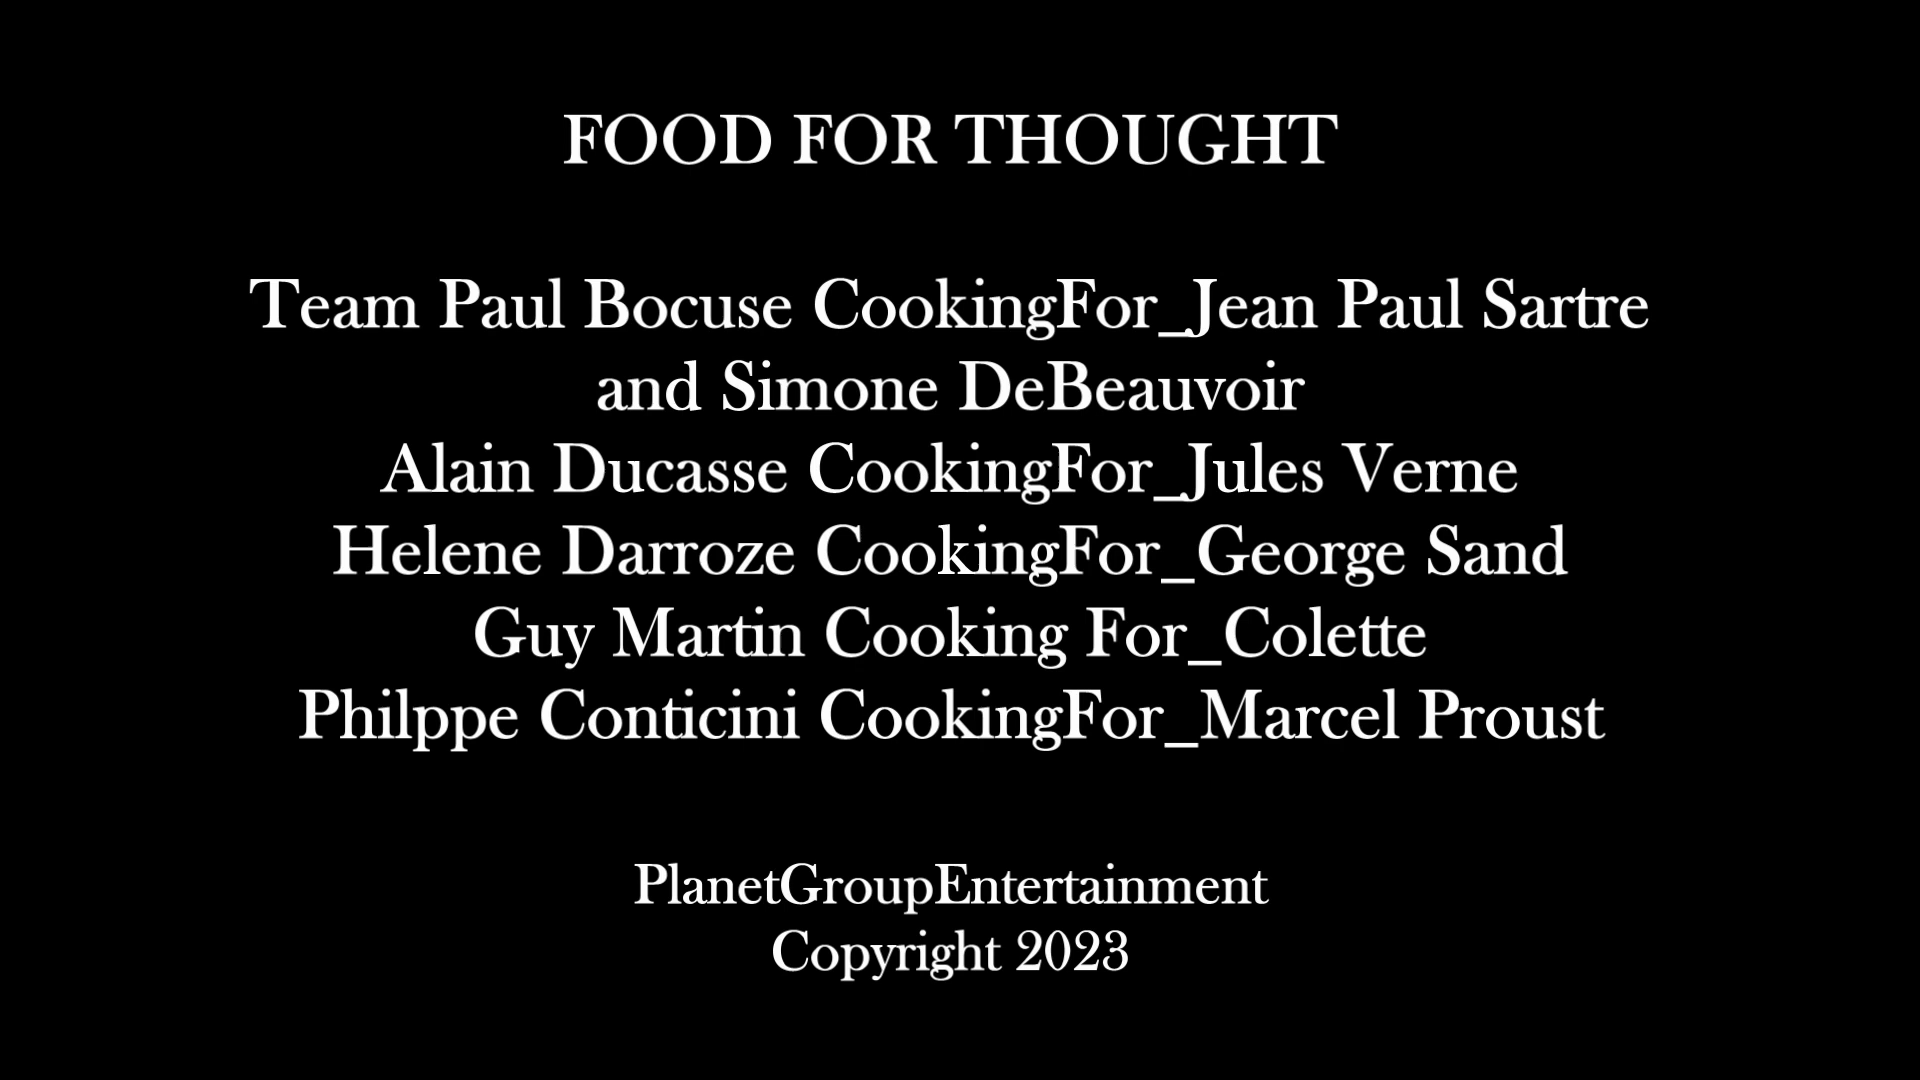 FOOD FOR THOUGHT
Team Paul Bocuse CookingFor_Jean Paul Sartre
and Simone DeBeauvoir
Alain Ducasse CookingFor_Jules Verne
Helene Darroze CookingFor_George Sand
Guy Martin Cooking For_Colette
Philppe Conticini CookingFor_Marcel Proust
PlanetGroupEntertainment
Copyright 2023